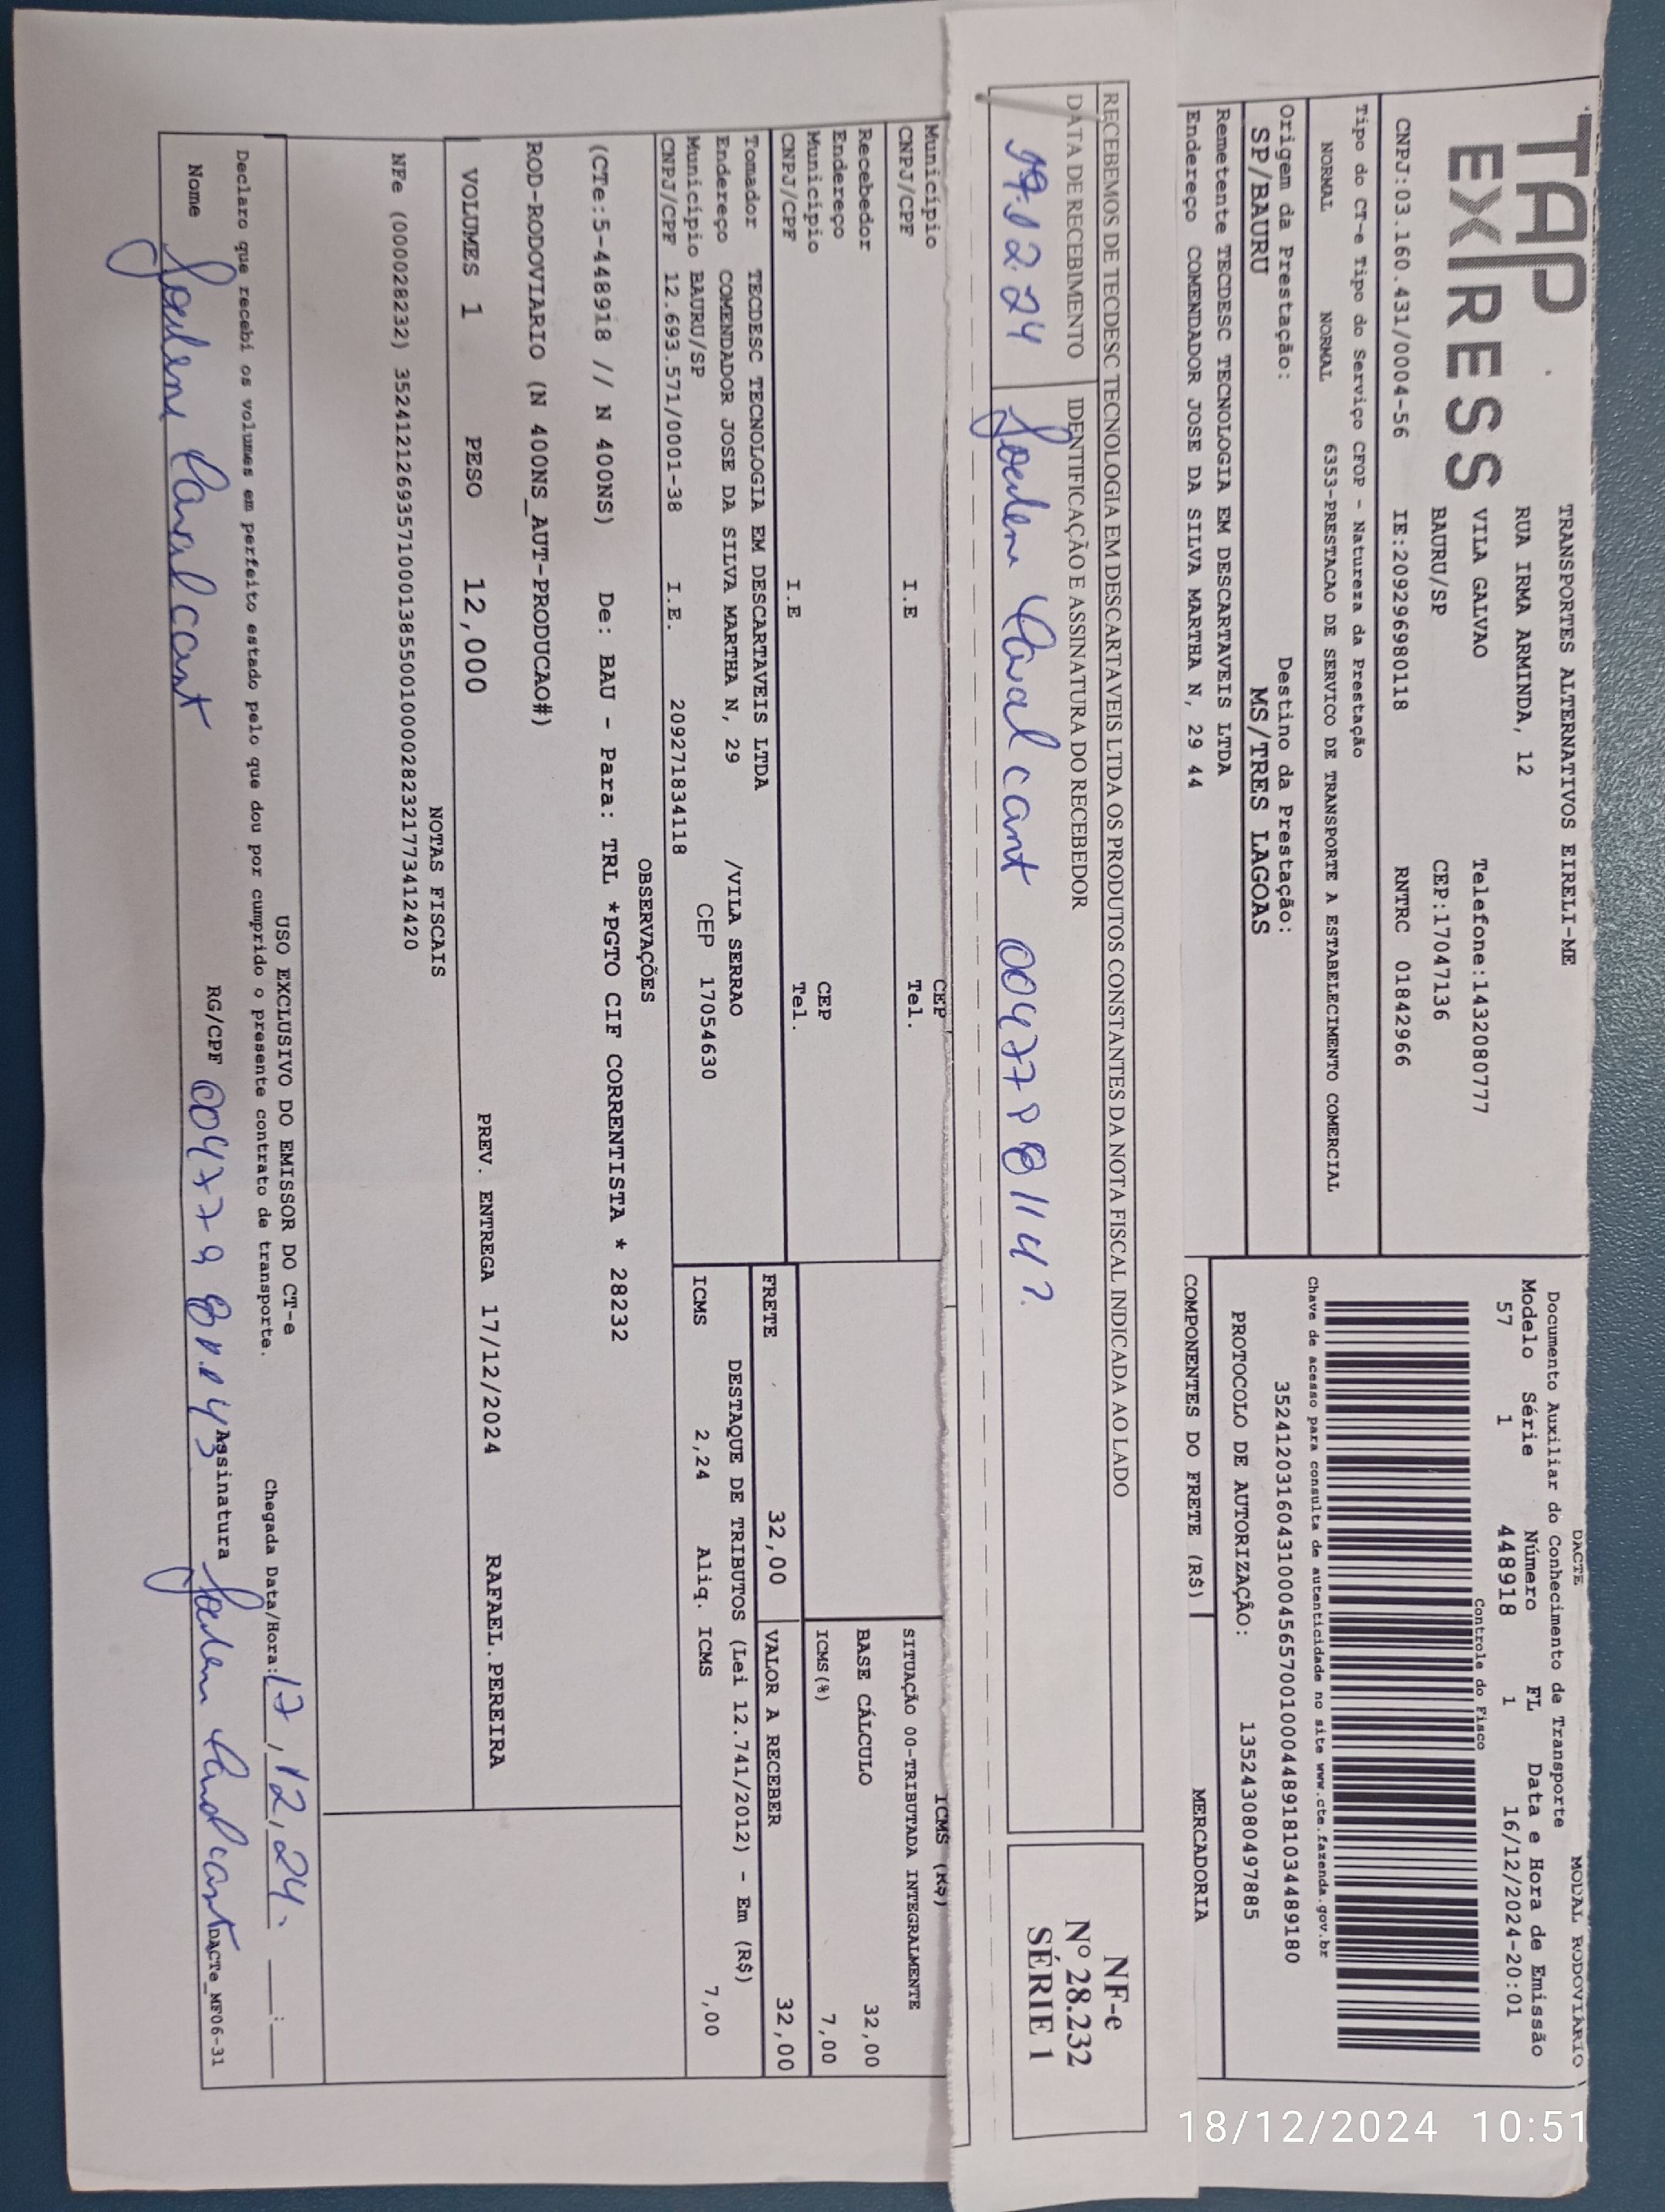 TAP
EXPRESS
TRANSPORTES ALTERNATIVOS EIRELI-ME
RUA IRMA ARMINDA, 12
VILA GALVAO Telefone:1432080777
BAURU/SP CEP:17047136
CNPJ:03.160.431/0004-56 IE:209296980118 RNTRC 01842966
Tipo do CT-e Tipo do Serviço CFOP - Natureza da Prestação
NORMAL NORMAL 6353-PRESTACAO DE SERVICO DE TRANSPORTE A ESTABELECIMENTO COMERCIAL
Origem da Prestação: Destino da Prestação:
SP/BAURU MS/TRES LAGOAS
Remetente TECDESC TECNOLOGIA EM DESCARTAVEIS LTDA
Endereço COMENDADOR JOSE DA SILVA MARTHA N, 29 44
DACTE MODAL RODOVIÁRIO
Documento Auxiliar do Conhecimento de Transporte
Modelo Série Número FL Data e Hora de Emissão
57 1 448918 1 16/12/2024-20:01
Controle do Fisco
Chave de acesso para consulta de autenticidade no site www.cte.fazenda.gov.br
35241203160431000456570010004489181034489180
PROTOCOLO DE AUTORIZAÇÃO: 135243080497885
COMPONENTES DO FRETE (R$) MERCADORIA
RECEBEMOS DE TECDESC TECNOLOGIA EM DESCARTAVEIS LTDA OS PRODUTOS CONSTANTES DA NOTA FISCAL INDICADA AO LADO
DATA DE RECEBIMENTO IDENTIFICAÇÃO E ASSINATURA DO RECEBEDOR
12.24
NF-e
Nº 28.232
SÉRIE 1
Município CEP
CNPJ/CPF I.E Tel.
Recebedor
Endereço
Município CEP
CNPJ/CPF I.E Tel.
ICMS (R$)
SITUAÇÃO 00-TRIBUTADA INTEGRALMENTE
BASE CÁLCULO 32,00
ICMS(%) 7,00
Tomador TECDESC TECNOLOGIA EM DESCARTAVEIS LTDA
Endereço COMENDADOR JOSE DA SILVA MARTHA N, 29 /VILA SERRAO
Município BAURU/SP CEP 17054630
CNPJ/CPF 12.693.571/0001-38 I.E. 209271834118
FRETE 32,00 VALOR A RECEBER 32,00
DESTAQUE DE TRIBUTOS (Lei 12.741/2012) - Em (R$)
ICMS 2,24 Aliq. ICMS 7,00
OBSERVAÇÕES
(CTe:5-448918 // N 400NS) De: BAU - Para: TRL *PGTO CIF CORRENTISTA * 28232
ROD-RODOVIARIO (N 400NS_AUT-PRODUCAO#)
VOLUMES 1 PESO 12,000 PREV. ENTREGA 17/12/2024 RAFAEL.PEREIRA
NOTAS FISCAIS
NFe (000028232) 35241212693571000138550010000282321773412420
USO EXCLUSIVO DO EMISSOR DO CT-e
Declaro que recebi os volumes em perfeito estado pelo que dou por cumprido o presente contrato de transporte.
Chegada Data/Hora: 17, 12, 24. :
Nome RG/CPF Assinatura
DACTe_MF06-31
18/12/2024 10:51